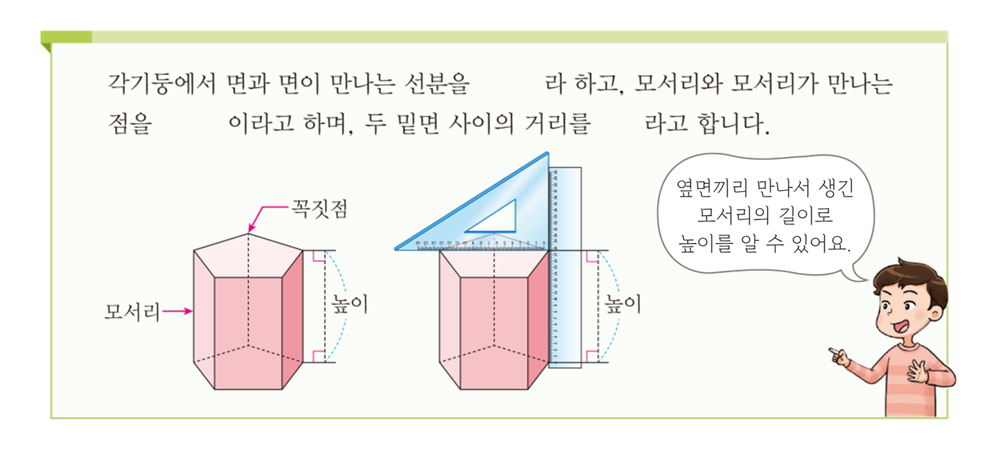 각기둥에서 면과 면이 만나는 선분을 라 하고, 모서리와 모서리가 만나는
점을 이라고 하며, 두 밑면 사이의 거리를 라고 합니다.
옆면끼리 만나서 생긴
모서리의 길이로
높이를 알 수 있어요.
꼭짓점
모서리
높이
높이